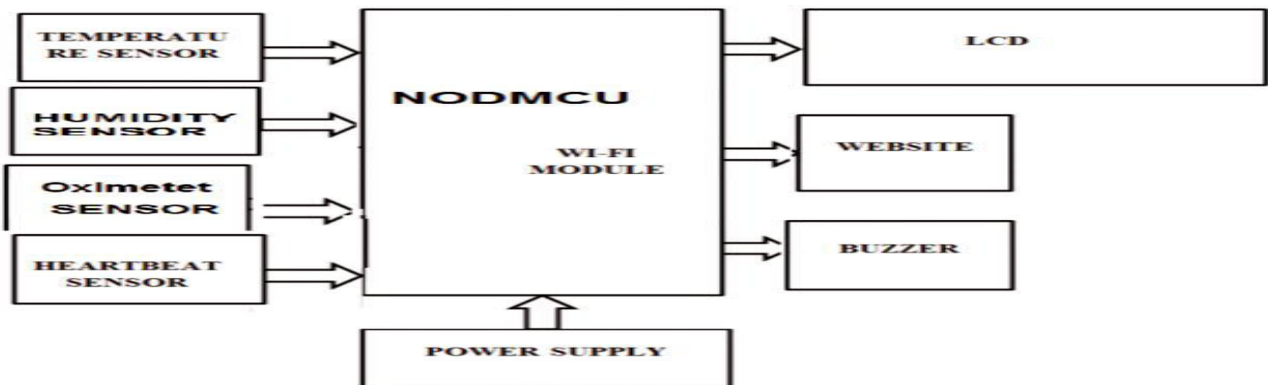 TEMPERATU
RE SENSOR
HUMIDITY
SENSOR
Oximetet
SENSOR
HEARTBEAT
SENSOR
NODMCU
WI-FI
MODULE
LCD
WEBSITE
BUZZER
POWER SUPPLY